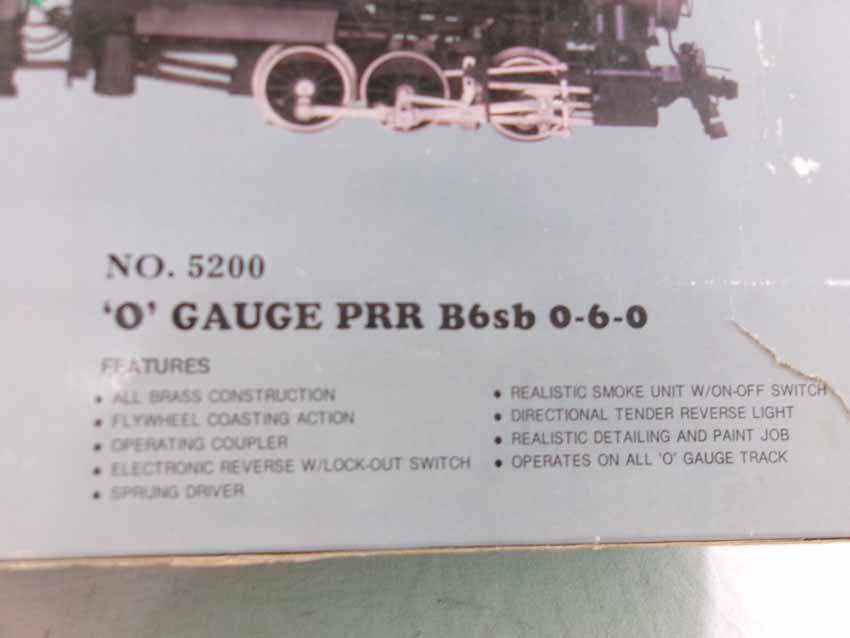 NO. 5200
'O' GAUGE PRR B6sb 0-6-0
FEATURES
• ALL BRASS CONSTRUCTION
• FLYWHEEL COASTING ACTION
• OPERATING COUPLER
• ELECTRONIC REVERSE W/LOCK-OUT SWITCH
• SPRUNG DRIVER
• REALISTIC SMOKE UNIT W/ON-OFF SWITCH
• DIRECTIONAL TENDER REVERSE LIGHT
• REALISTIC DETAILING AND PAINT JOB
• OPERATES ON ALL 'O' GAUGE TRACK